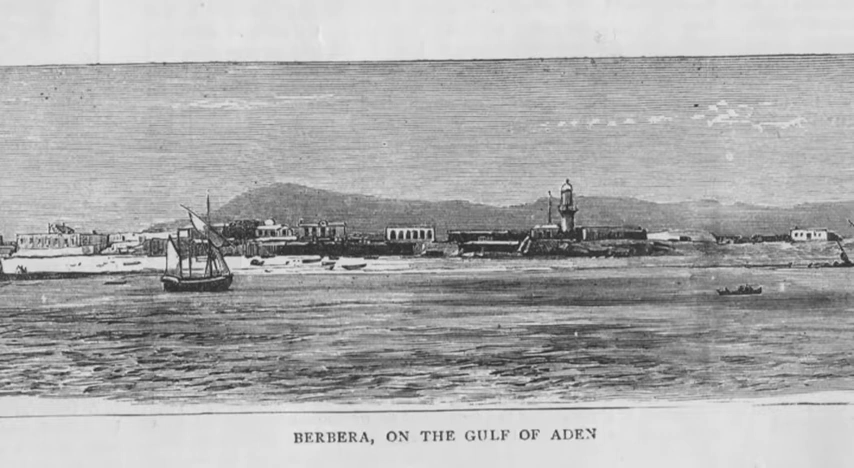 BERBERA, ON THE GULF OF ADEN